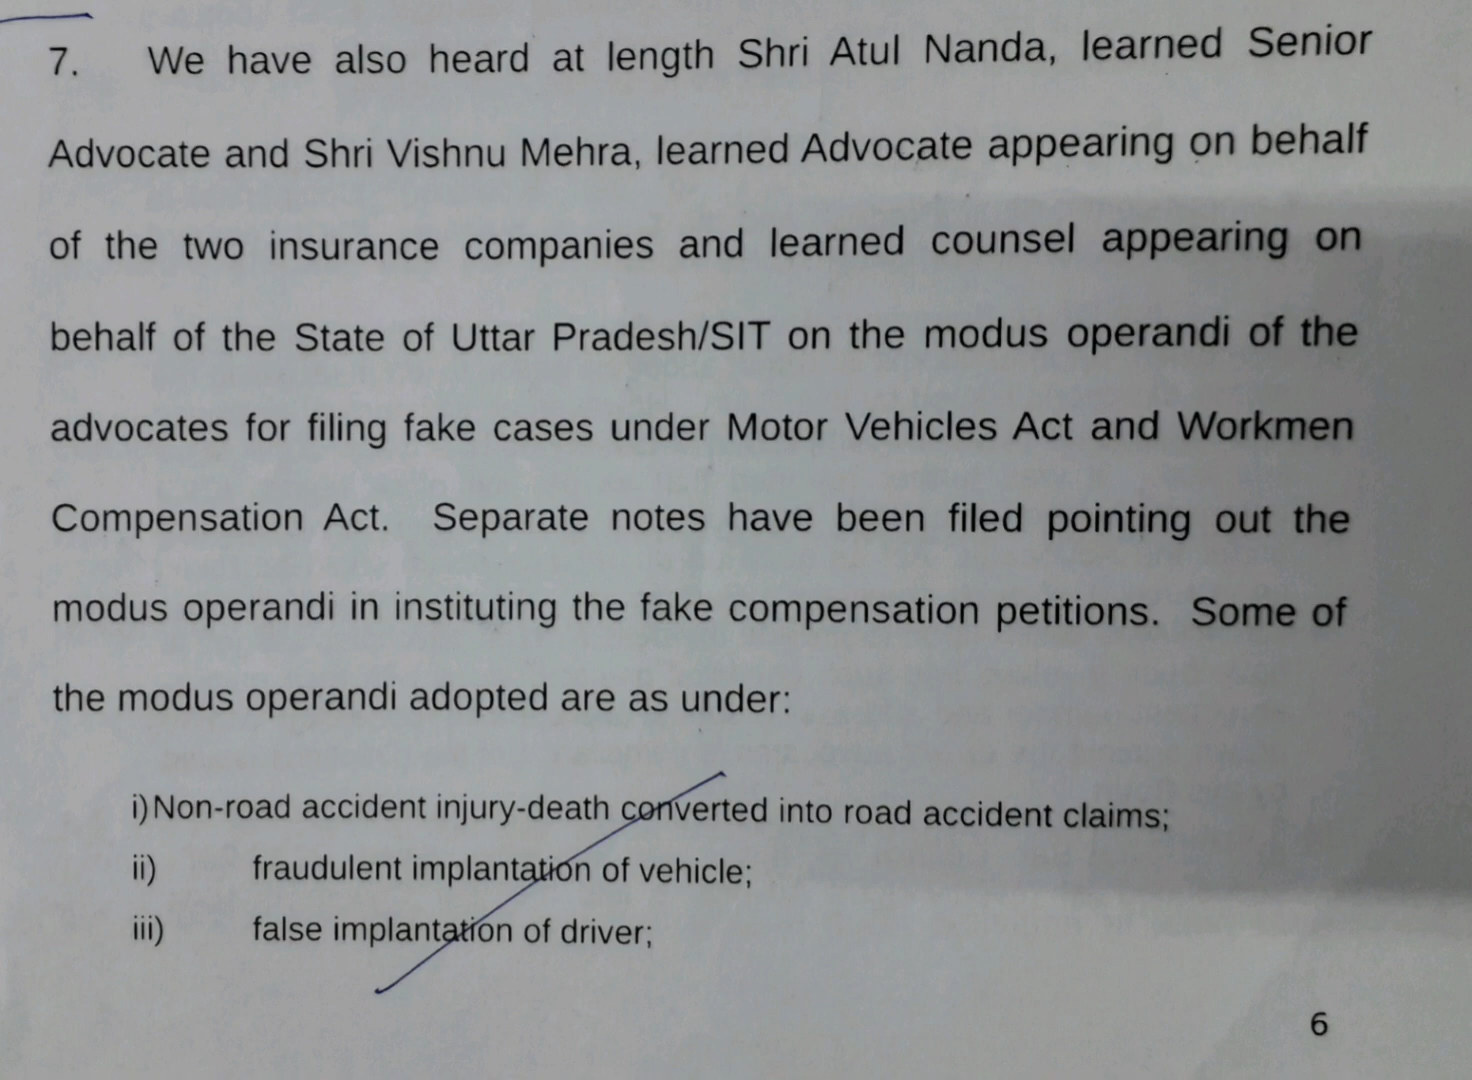 7. We have also heard at length Shri Atul Nanda, learned Senior
Advocate and Shri Vishnu Mehra, learned Advocate appearing on behalf
of the two insurance companies and learned counsel appearing on
behalf of the State of Uttar Pradesh/SIT on the modus operandi of the
advocates for filing fake cases under Motor Vehicles Act and Workmen
Compensation Act. Separate notes have been filed pointing out the
modus operandi in instituting the fake compensation petitions. Some of
the modus operandi adopted are as under:
i) Non-road accident injury-death converted into road accident claims;
ii) fraudulent implantation of vehicle;
iii) false implantation of driver;
6